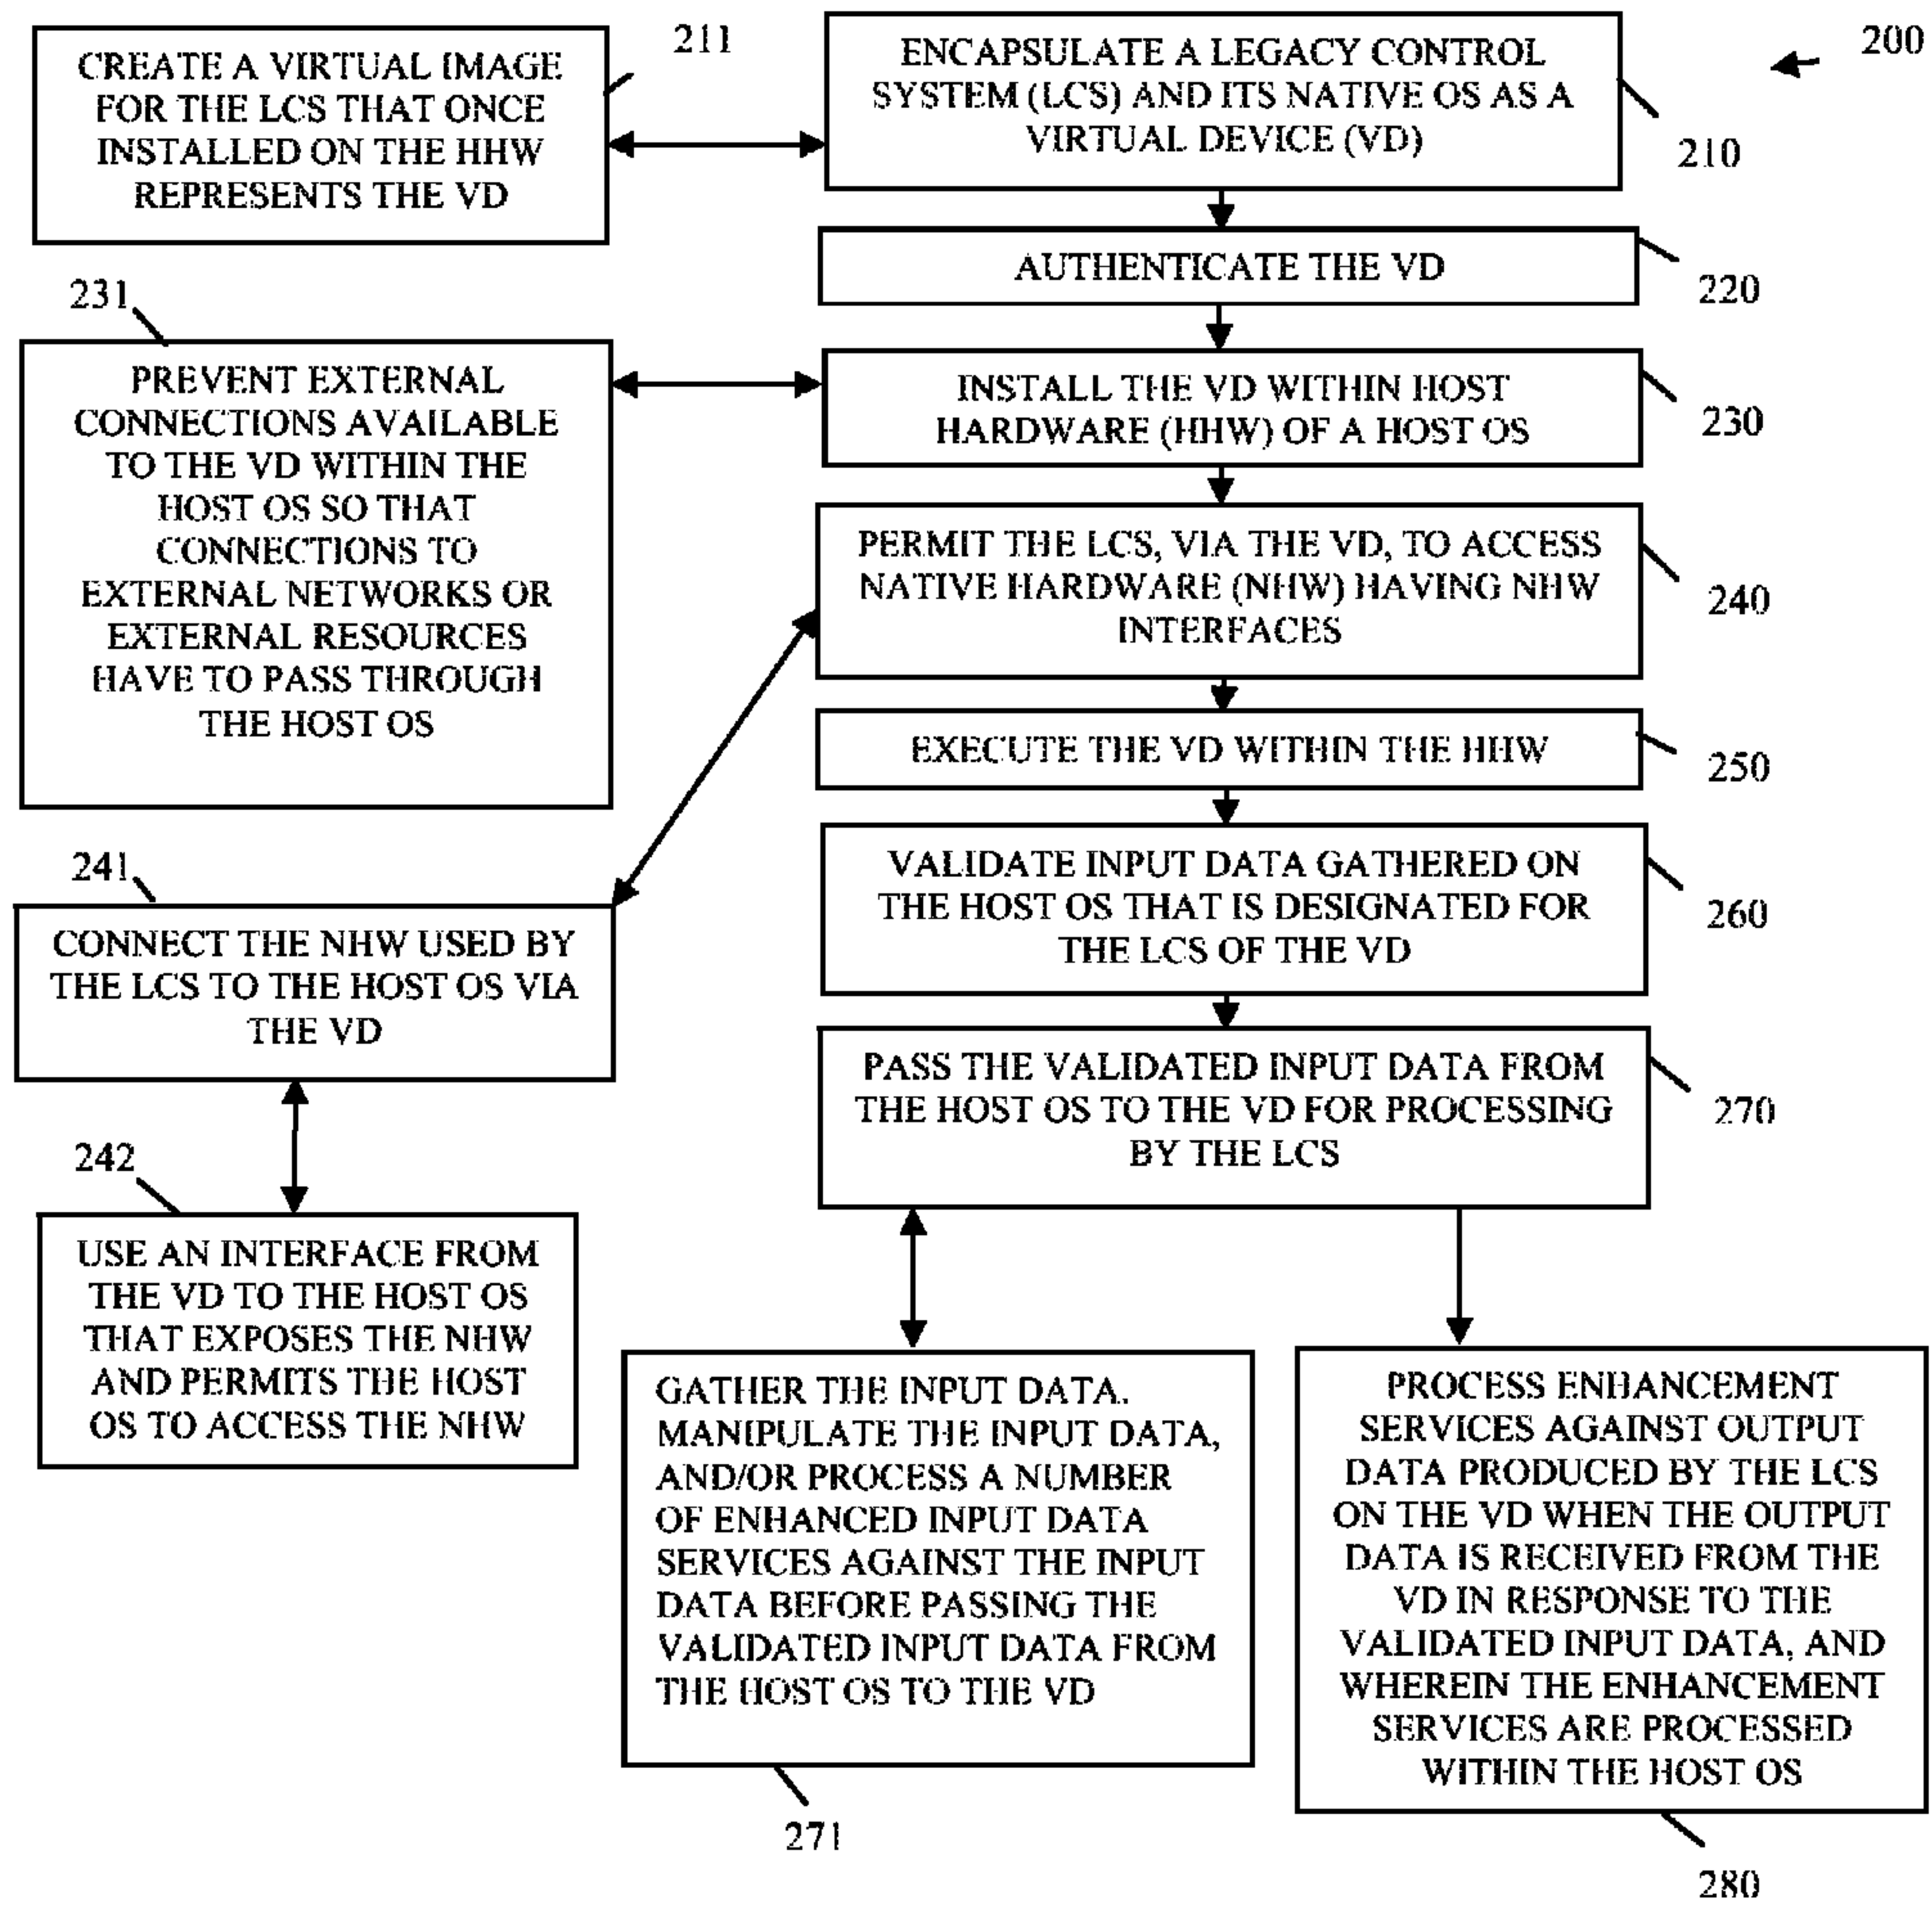 200
ENCAPSULATE A LEGACY CONTROL
SYSTEM (LCS) AND ITS NATIVE OS AS A
VIRTUAL DEVICE (VD)
210
211
CREATE A VIRTUAL IMAGE
FOR THE LCS THAT ONCE
INSTALLED ON THE HHW
REPRESENTS THE VD
AUTHENTICATE THE VD
220
231
PREVENT EXTERNAL
CONNECTIONS AVAILABLE
TO THE VD WITHIN THE
HOST OS SO THAT
CONNECTIONS TO
EXTERNAL NETWORKS OR
EXTERNAL RESOURCES
HAVE TO PASS THROUGH
THE HOST OS
INSTALL THE VD WITHIN HOST
HARDWARE (HHW) OF A HOST OS
230
PERMIT THE LCS, VIA THE VD, TO ACCESS
NATIVE HARDWARE (NHW) HAVING NHW
INTERFACES
240
EXECUTE THE VD WITHIN THE HHW
250
241
CONNECT THE NHW USED BY
THE LCS TO THE HOST OS VIA
THE VD
242
USE AN INTERFACE FROM
THE VD TO THE HOST OS
THAT EXPOSES THE NHW
AND PERMITS THE HOST
OS TO ACCESS THE NHW
VALIDATE INPUT DATA GATHERED ON
THE HOST OS THAT IS DESIGNATED FOR
THE LCS OF THE VD
260
PASS THE VALIDATED INPUT DATA FROM
THE HOST OS TO THE VD FOR PROCESSING
BY THE LCS
270
GATHER THE INPUT DATA.
MANIPULATE THE INPUT DATA,
AND/OR PROCESS A NUMBER
OF ENHANCED INPUT DATA
SERVICES AGAINST THE INPUT
DATA BEFORE PASSING THE
VALIDATED INPUT DATA FROM
THE HOST OS TO THE VD
271
PROCESS ENHANCEMENT
SERVICES AGAINST OUTPUT
DATA PRODUCED BY THE LCS
ON THE VD WHEN THE OUTPUT
DATA IS RECEIVED FROM THE
VD IN RESPONSE TO THE
VALIDATED INPUT DATA, AND
WHEREIN THE ENHANCEMENT
SERVICES ARE PROCESSED
WITHIN THE HOST OS
280